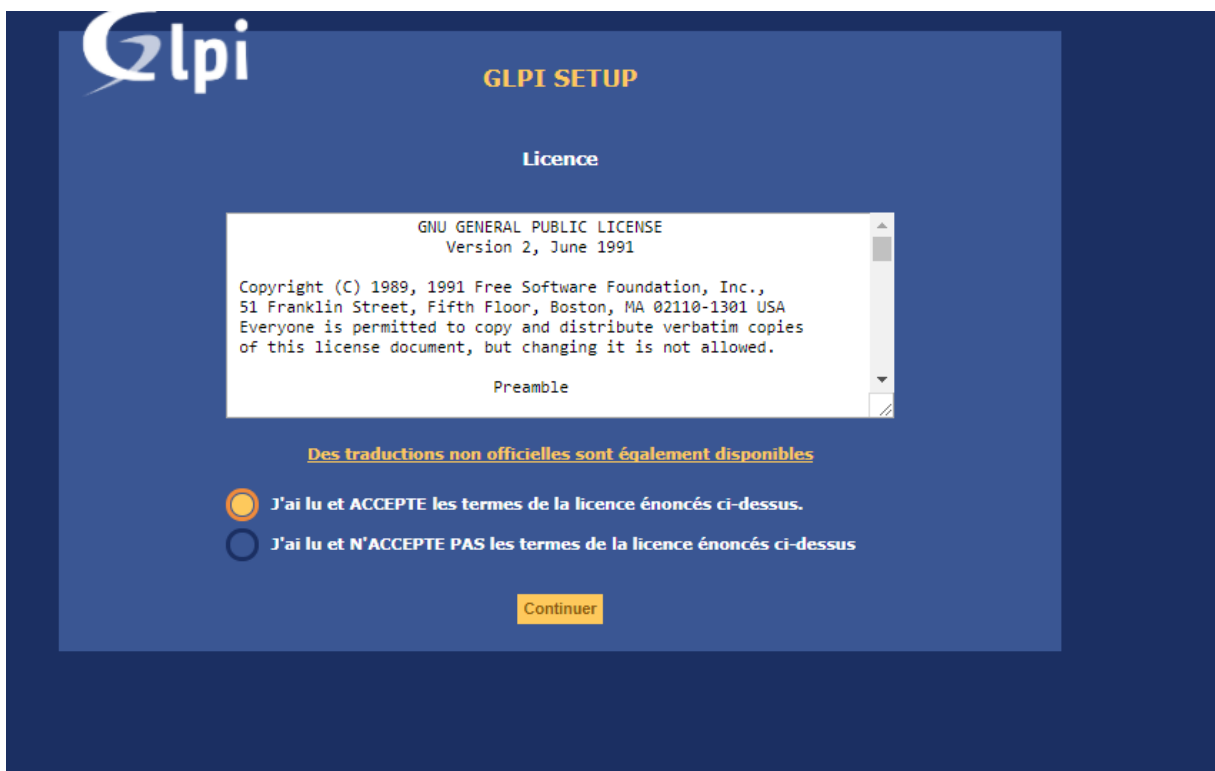 Glpi
GLPI SETUP
Licence
GNU GENERAL PUBLIC LICENSE
Version 2, June 1991
Copyright (C) 1989, 1991 Free Software Foundation, Inc.,
51 Franklin Street, Fifth Floor, Boston, MA 02110-1301 USA
Everyone is permitted to copy and distribute verbatim copies
of this license document, but changing it is not allowed.
Preamble
Des traductions non officielles sont également disponibles
J'ai lu et ACCEPTE les termes de la licence énoncés ci-dessus.
J'ai lu et N'ACCEPTE PAS les termes de la licence énoncés ci-dessus
Continuer